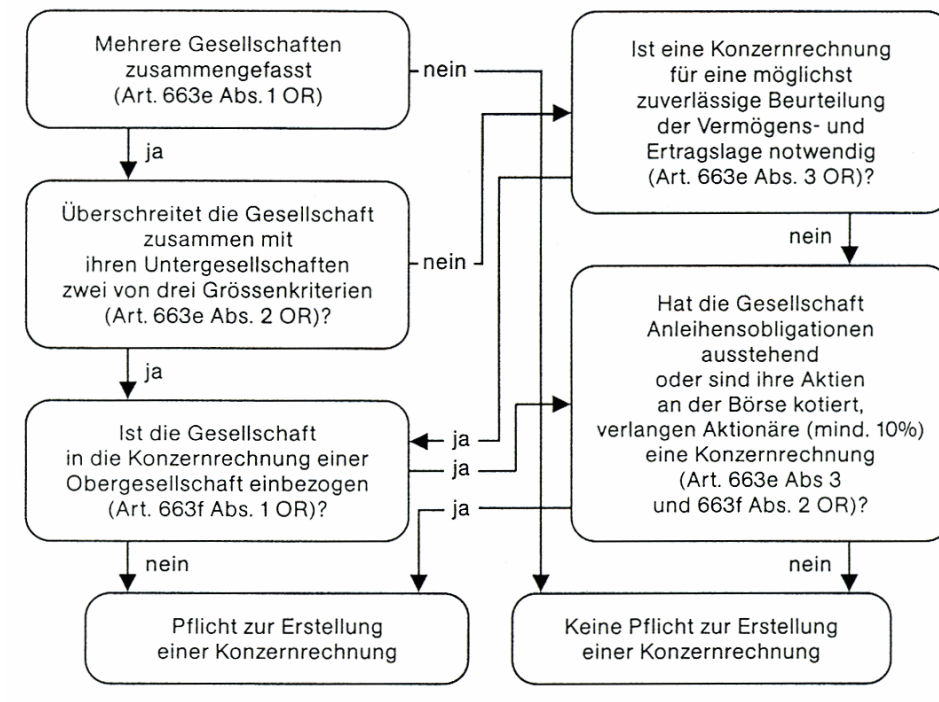 Mehrere Gesellschaften
zusammengefasst
(Art. 663e Abs. 1 OR)
nein
ja
Überschreitet die Gesellschaft
zusammen mit
ihren Untergesellschaften
zwei von drei Grössenkriterien
(Art. 663e Abs. 2 OR)?
nein
ja
Ist die Gesellschaft
in die Konzernrechnung einer
Obergesellschaft einbezogen
(Art. 663f Abs. 1 OR)?
ja
ja
ja
nein
Pflicht zur Erstellung
einer Konzernrechnung
Ist eine Konzernrechnung
für eine möglichst
zuverlässige Beurteilung
der Vermögens- und
Ertragslage notwendig
(Art. 663e Abs. 3 OR)?
nein
Hat die Gesellschaft
Anleihensobligationen
ausstehend
oder sind ihre Aktien
an der Börse kotiert,
verlangen Aktionäre (mind. 10%)
eine Konzernrechnung
(Art. 663e Abs 3
und 663f Abs. 2 OR)?
nein
Keine Pflicht zur Erstellung
einer Konzernrechnung